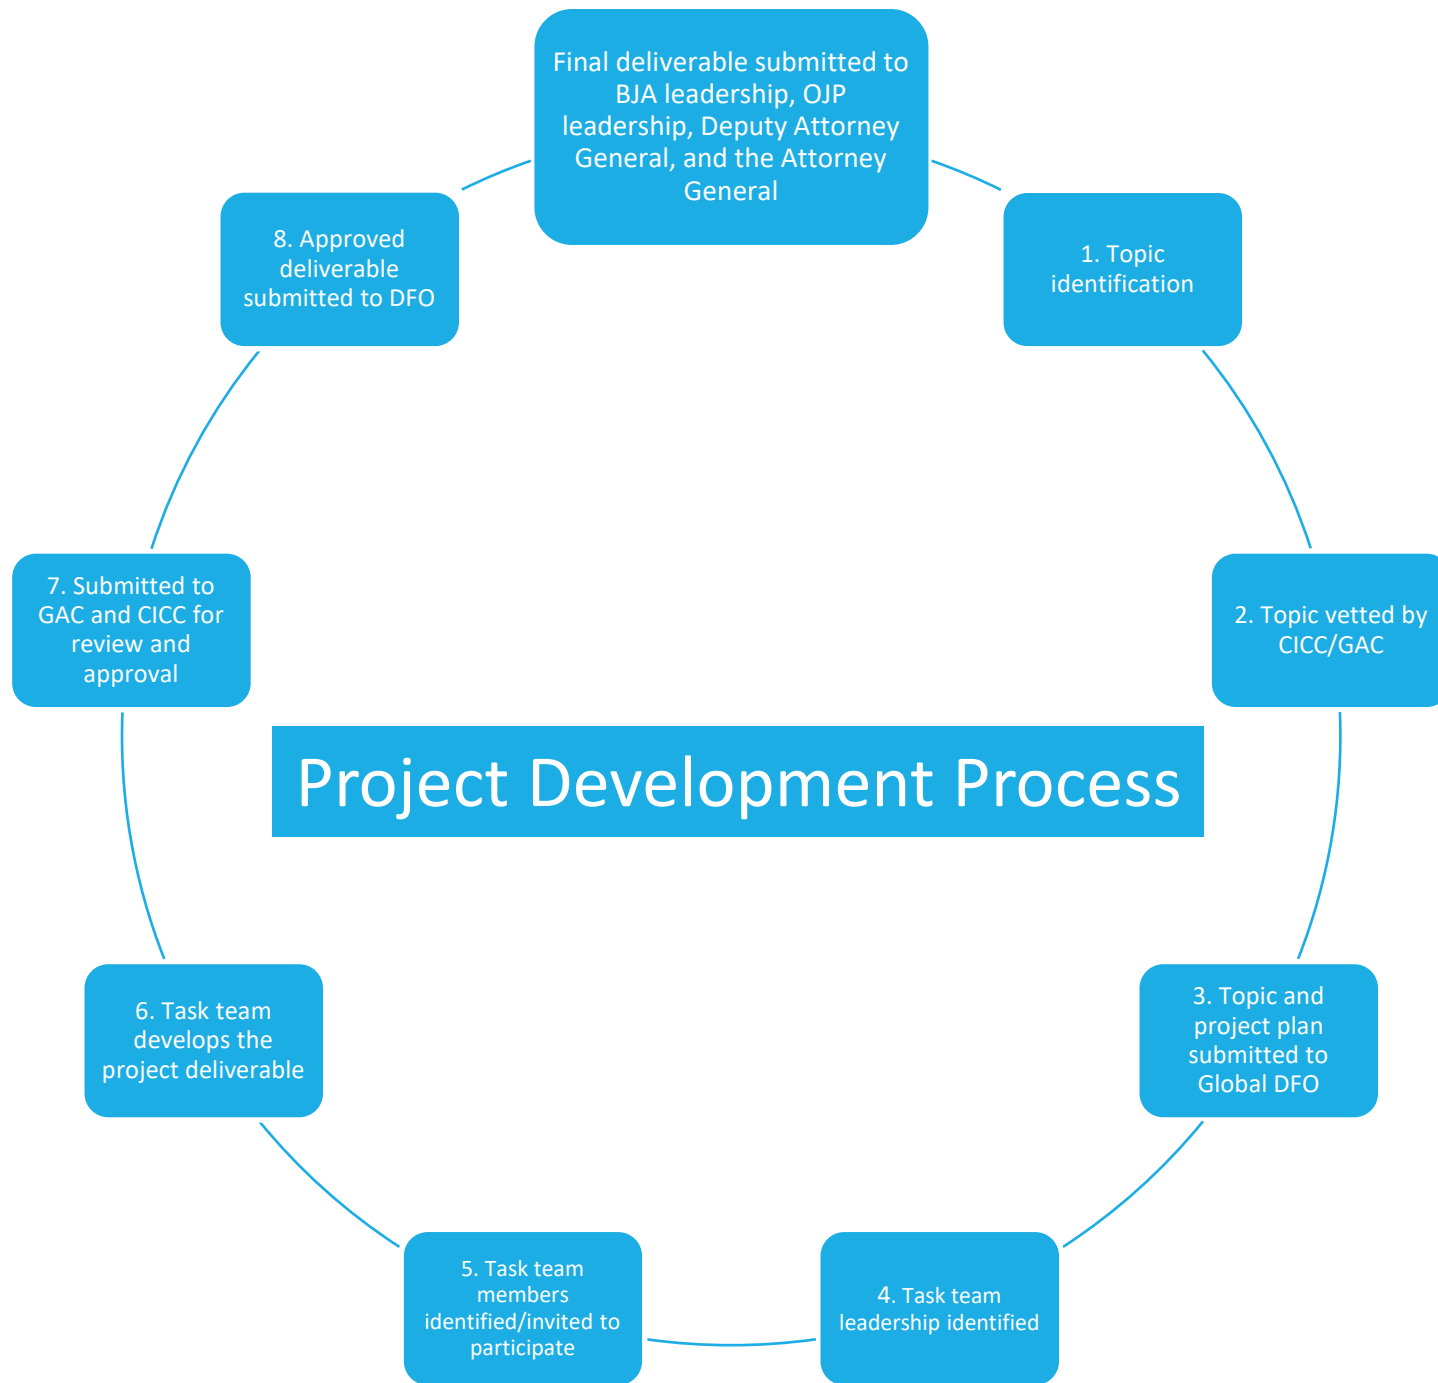 Final deliverable submitted to
BJA leadership, OJP
leadership, Deputy Attorney
General, and the Attorney
General
1. Topic
identification
2. Topic vetted by
CICC/GAC
3. Topic and
project plan
submitted to
Global DFO
4. Task team
leadership identified
5. Task team
members
identified/invited to
participate
6. Task team
develops the
project deliverable
7. Submitted to
GAC and CICC for
review and
approval
8. Approved
deliverable
submitted to DFO
Project Development Process